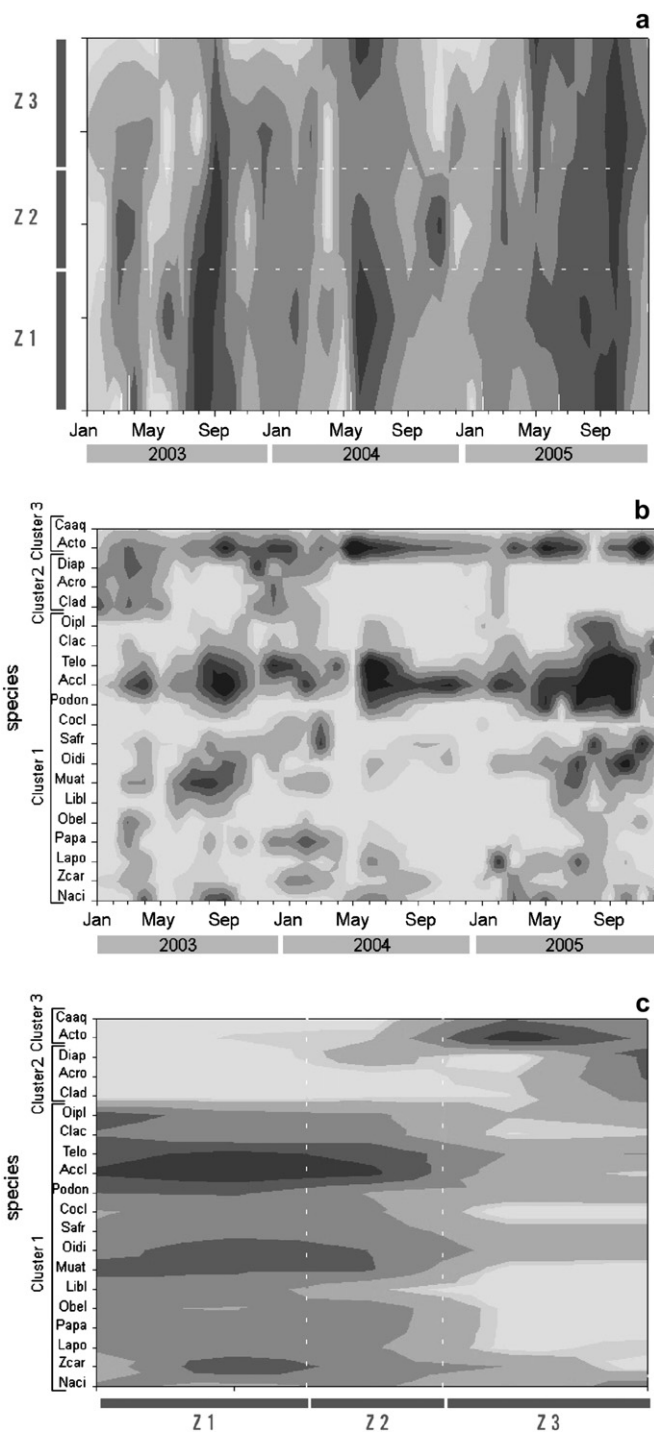 a
Z 3
Z 2
Z 1
Jan May Sep Jan May Sep Jan May Sep
2003 2004 2005
b
species
Cluster 3
Cluster2
Cluster 1
Caaq
Acto
Diap
Acro
Clad
Oipl
Clac
Telo
Accl
Podon
Cocl
Safr
Oidi
Muat
Libl
Obel
Papa
Lapo
Zcar
Naci
Jan May Sep Jan May Sep Jan May Sep
2003 2004 2005
c
species
Cluster 3
Cluster2
Cluster 1
Caaq
Acto
Diap
Acro
Clad
Oipl
Clac
Telo
Accl
Podon
Cocl
Safr
Oidi
Muat
Libl
Obel
Papa
Lapo
Zcar
Naci
Z 1 Z 2 Z 3